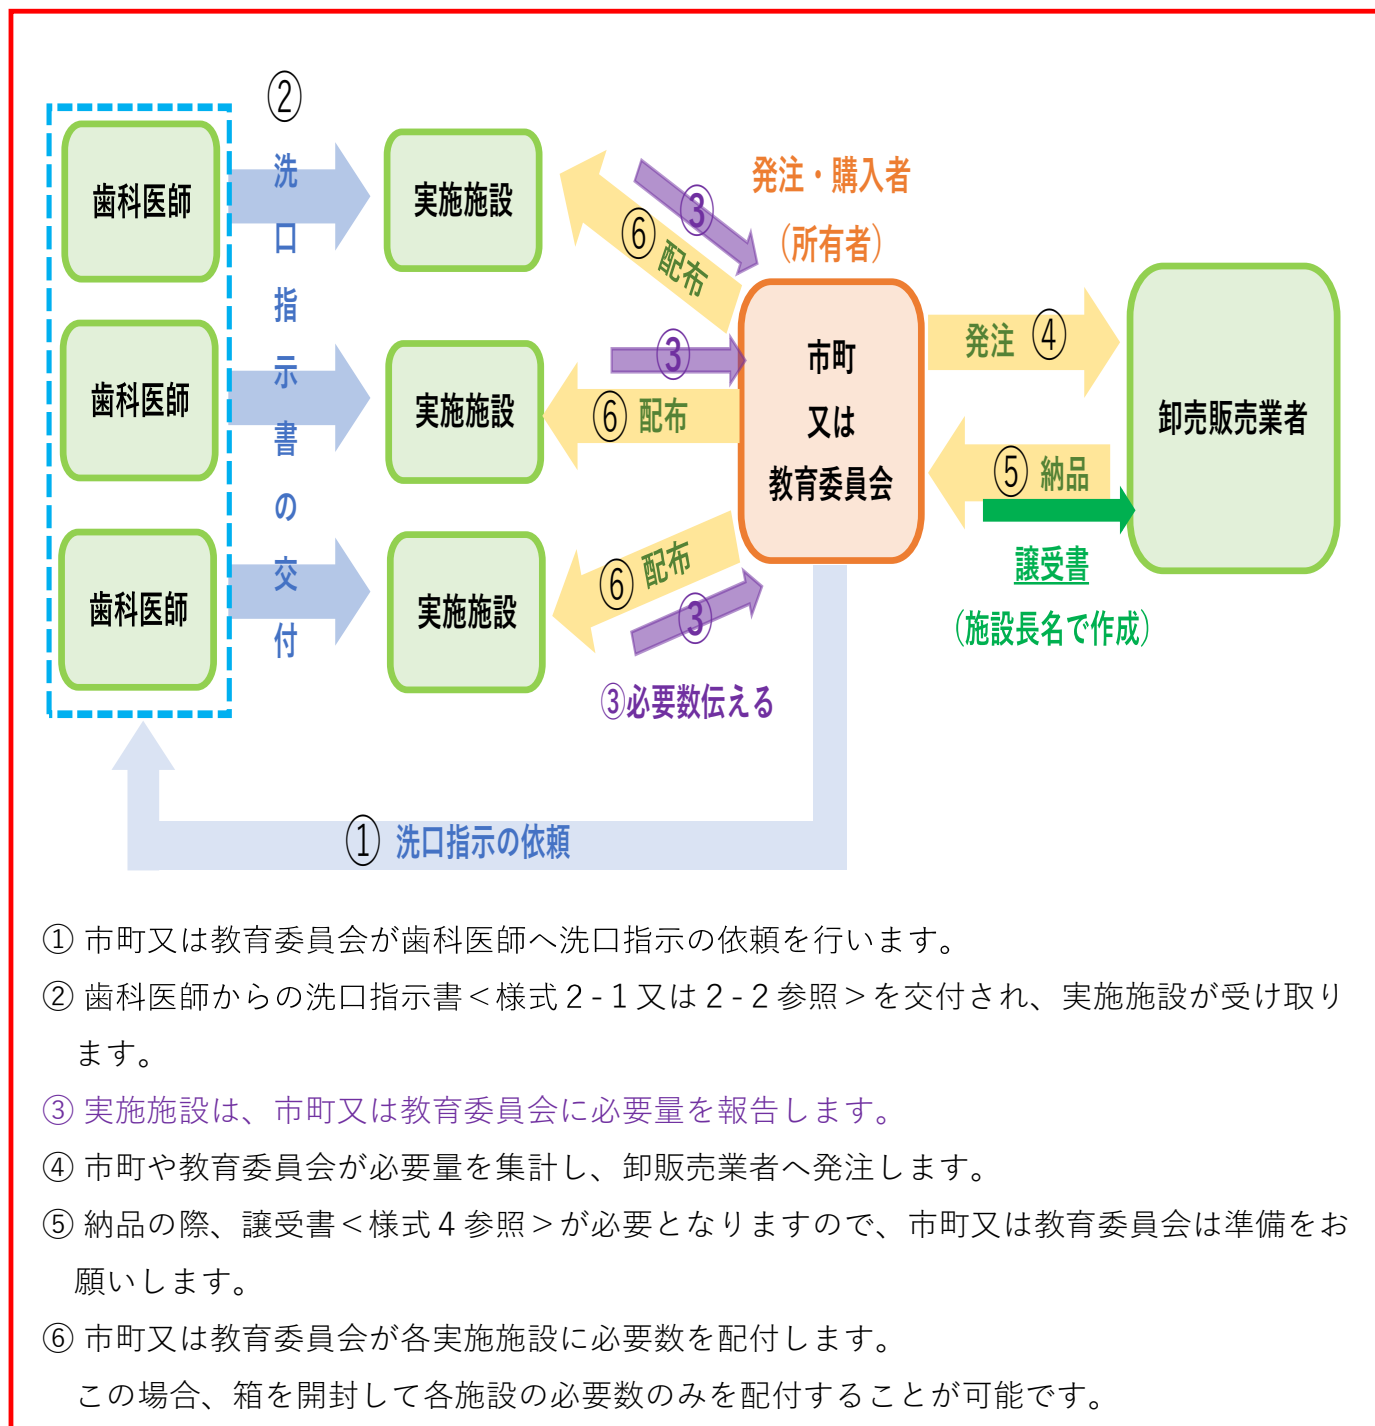 ②
洗口指示書の交付
歯科医師
実施施設
歯科医師
実施施設
歯科医師
実施施設
③
⑥ 配布
③
⑥ 配布
⑥ 配布
③
③必要数伝える
発注・購入者
（所有者）
市町
又は
教育委員会
発注 ④
⑤ 納品
卸売販売業者
譲受書
（施設長名で作成）
① 洗口指示の依頼
① 市町又は教育委員会が歯科医師へ洗口指示の依頼を行います。
② 歯科医師からの洗口指示書＜様式２-１又は２-２参照＞を交付され、実施施設が受け取り
ます。
③ 実施施設は、市町又は教育委員会に必要量を報告します。
④ 市町や教育委員会が必要量を集計し、卸販売業者へ発注します。
⑤ 納品の際、譲受書＜様式４参照＞が必要となりますので、市町又は教育委員会は準備をお
願いします。
⑥ 市町又は教育委員会が各実施施設に必要数を配付します。
この場合、箱を開封して各施設の必要数のみを配付することが可能です。